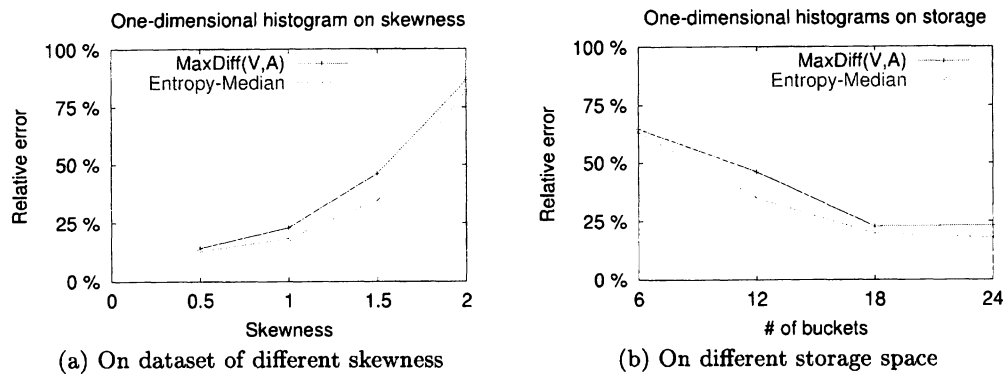 One-dimensional histogram on skewness
100 %
75 %
50 %
25 %
0 %
Relative error
MaxDiff(V,A)
Entropy-Median
0 0.5 1 1.5 2
Skewness
(a) On dataset of different skewness
One-dimensional histograms on storage
100 %
75 %
50 %
25 %
0 %
Relative error
MaxDiff(V,A)
Entropy-Median
6 12 18 24
# of buckets
(b) On different storage space